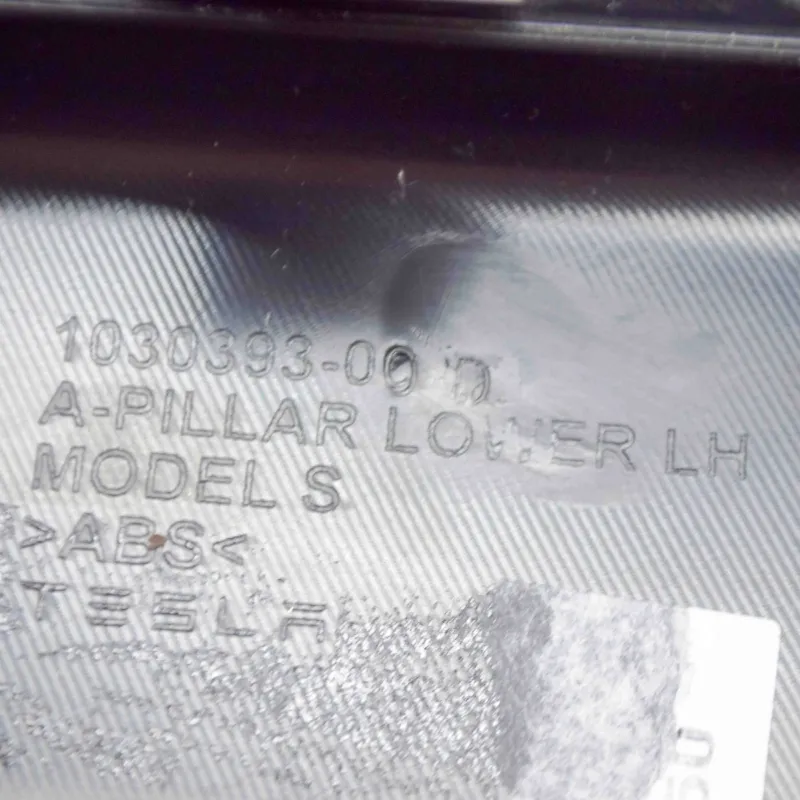 1030393-00 D
A-PILLAR LOWER LH
MODEL S
>ABS<
TESLA